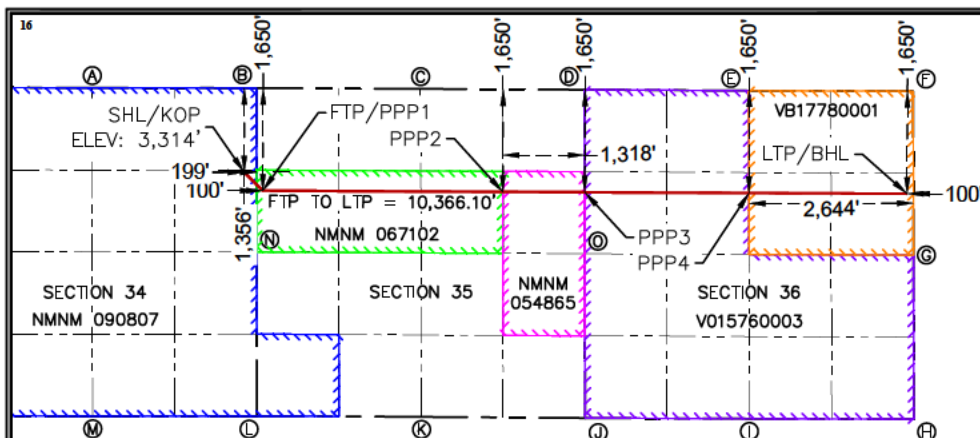 16
1,650' 1,650' 1,650' 1,650' 1,650'
A B C D E F
SHL/KOP
ELEV: 3,314'
FTP/PPP1
PPP2
VB17780001
1,318'
LTP/BHL
199'
100'
100'
FTP TO LTP = 10,366.10'
2,644'
1,356'
N
NMNM 067102
O
PPP3
PPP4
G
SECTION 34
NMNM 090807
SECTION 35
NMNM
054865
SECTION 36
V015760003
M L K J I H